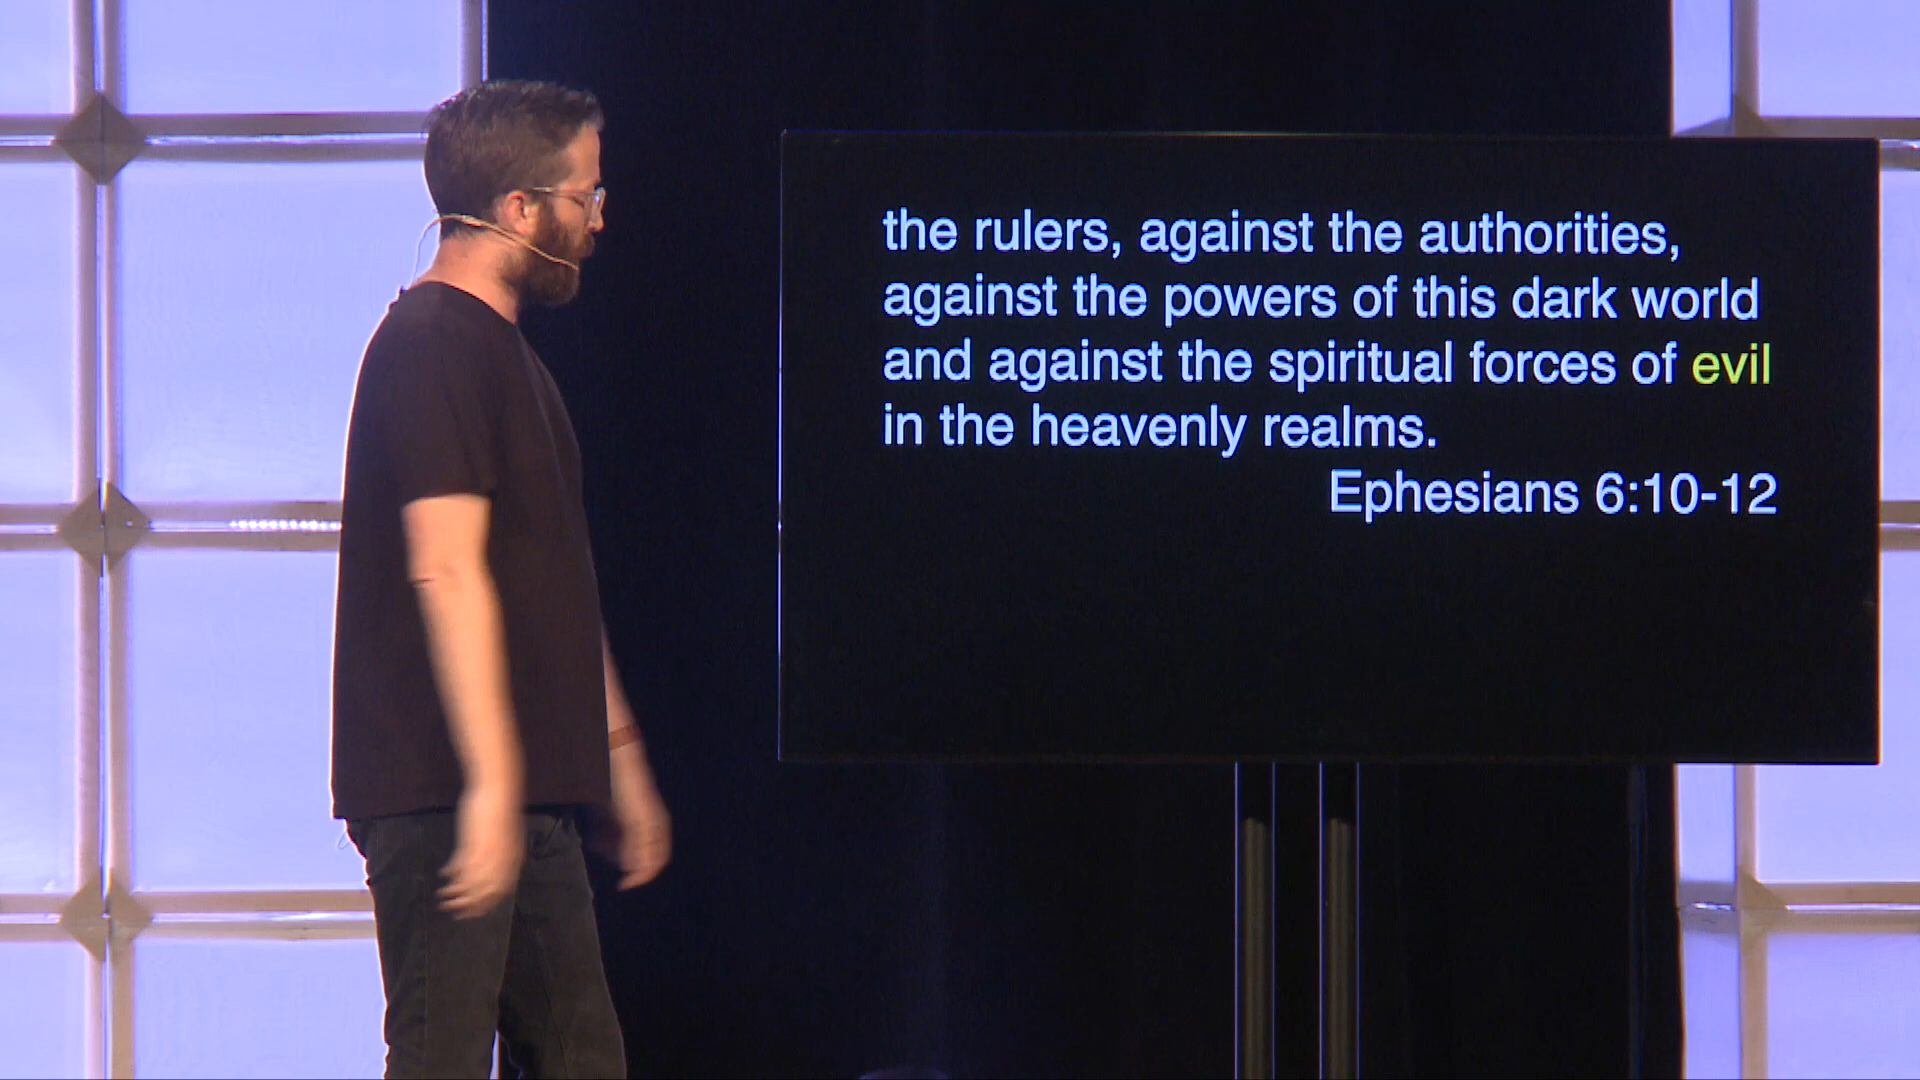 the rulers, against the authorities,
against the powers of this dark world
and against the spiritual forces of evil
in the heavenly realms.
Ephesians 6:10-12